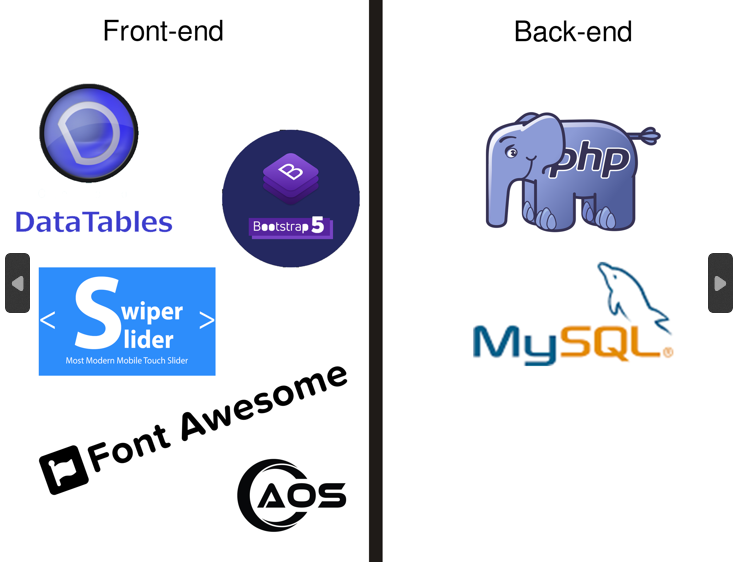 Front-end
DataTables
B
Bootstrap 5
Swiper
Slider
< >
Most Modern Mobile Touch Slider
Font Awesome
AOS
Back-end
php
MySQL®